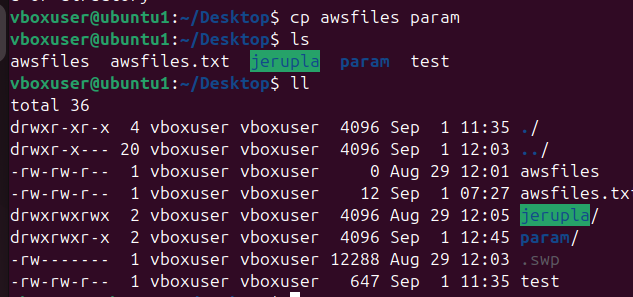 vboxuser@ubuntu1:~/Desktop$ cp awsfiles param
vboxuser@ubuntu1:~/Desktop$ ls
awsfiles  awsfiles.txt  jerupla  param  test
vboxuser@ubuntu1:~/Desktop$ ll
total 36
drwxr-xr-x  4 vboxuser vboxuser  4096 Sep  1 11:35 ./
drwxr-x--- 20 vboxuser vboxuser  4096 Sep  1 12:03 ../
-rw-rw-r--  1 vboxuser vboxuser     0 Aug 29 12:01 awsfiles
-rw-rw-r--  1 vboxuser vboxuser    12 Sep  1 07:27 awsfiles.txt
drwxrwxrwx  2 vboxuser vboxuser  4096 Aug 29 12:05 jerupla/
drwxrwxr-x  2 vboxuser vboxuser  4096 Sep  1 12:45 param/
-rw-------  1 vboxuser vboxuser 12288 Aug 29 12:01 .swp
-rw-rw-r--  1 vboxuser vboxuser   647 Sep  1 11:35 test